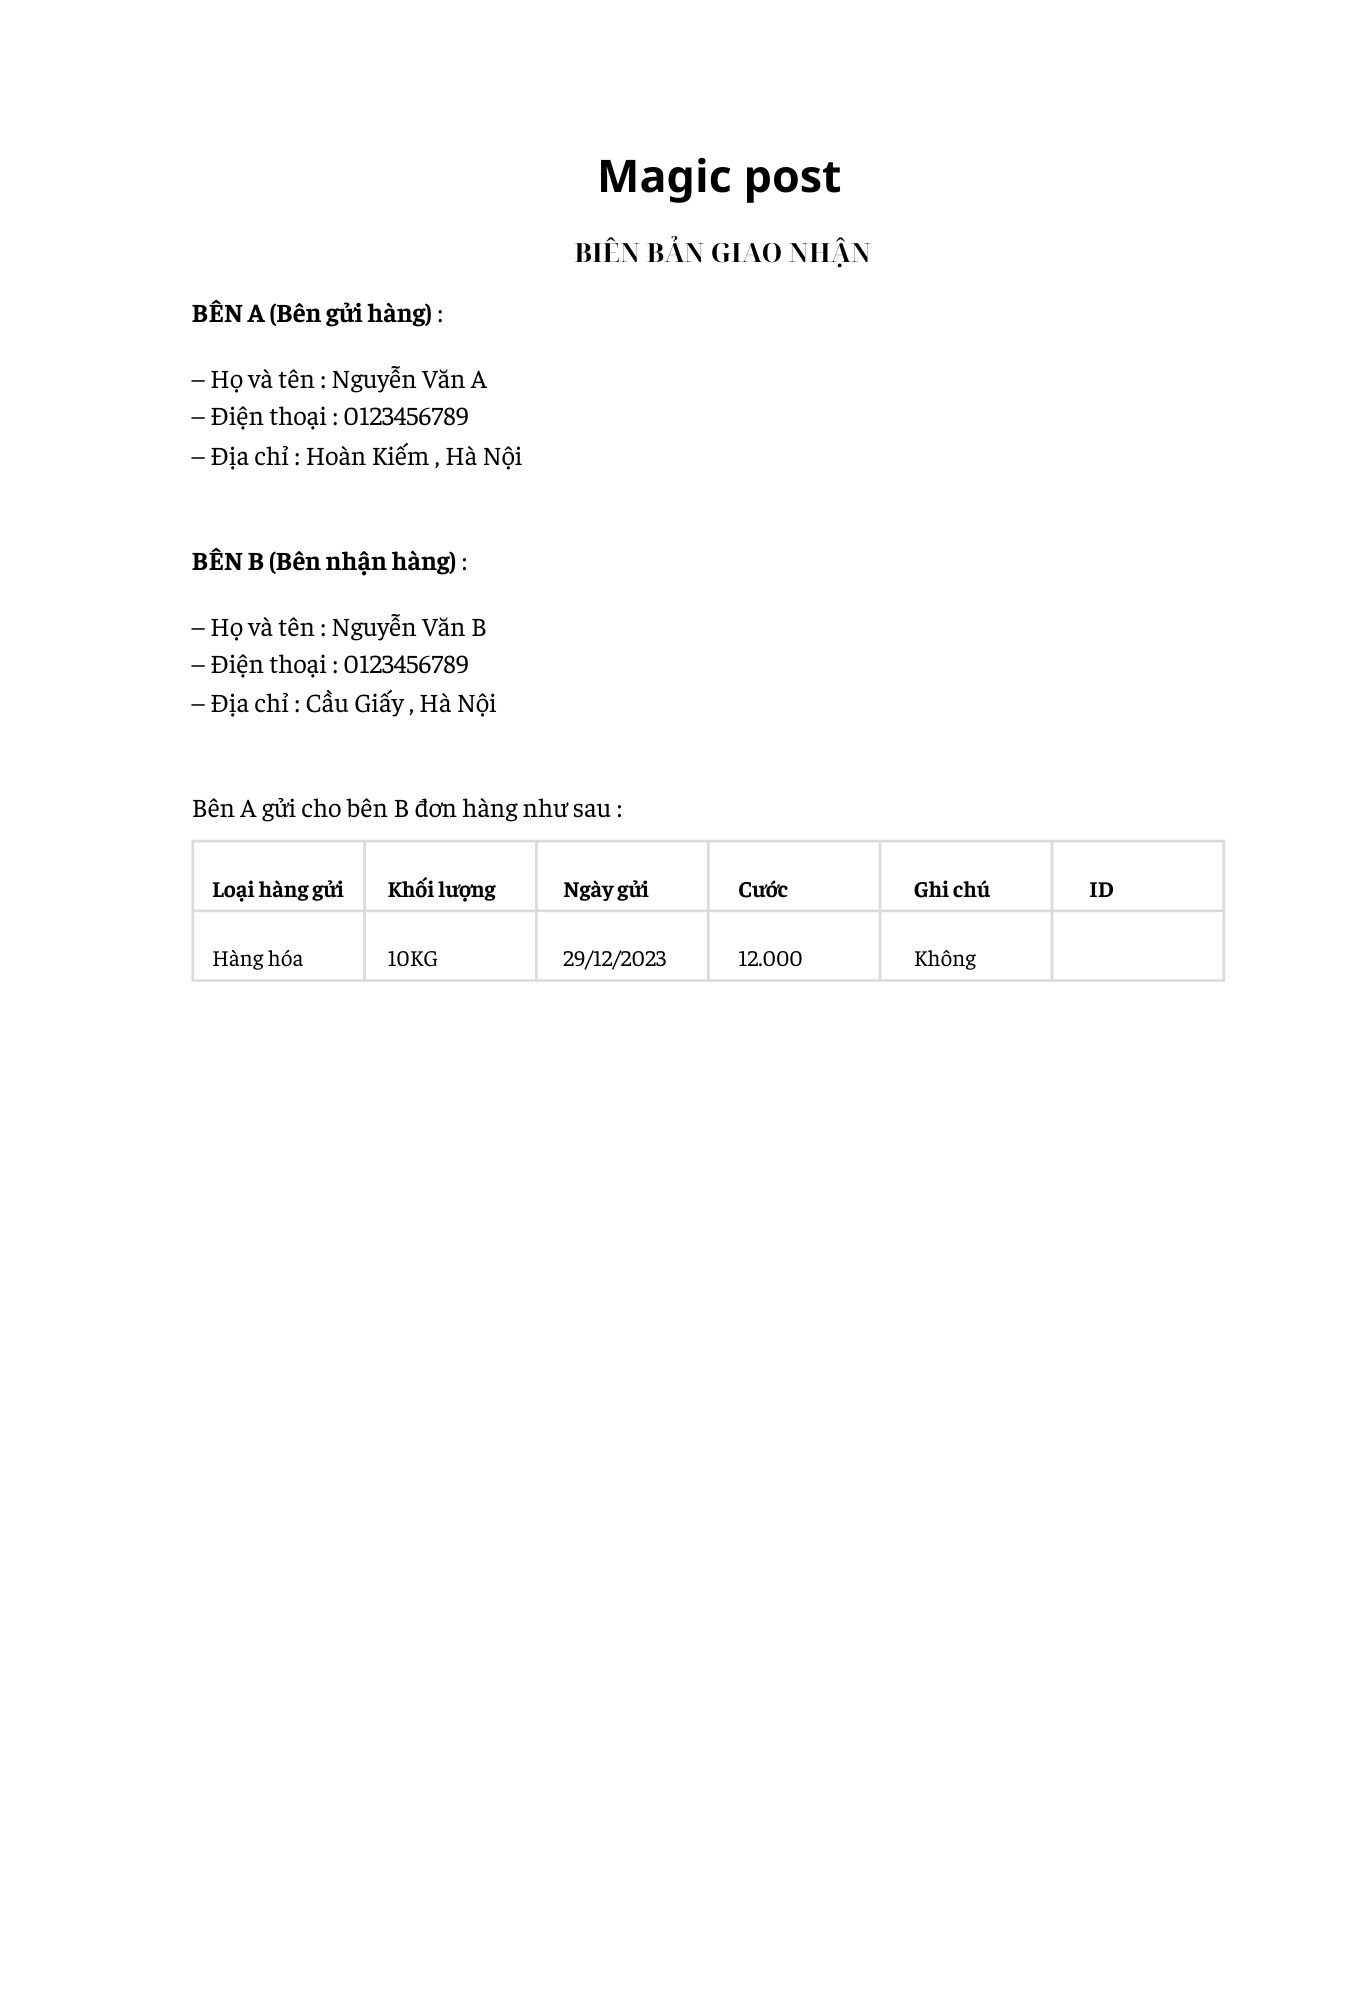 Magic post
BIÊN BẢN GIAO NHẬN
BÊN A (Bên gửi hàng) :
– Họ và tên : Nguyễn Văn A
– Điện thoại : 0123456789
– Địa chỉ : Hoàn Kiếm , Hà Nội
BÊN B (Bên nhận hàng) :
– Họ và tên : Nguyễn Văn B
– Điện thoại : 0123456789
– Địa chỉ : Cầu Giấy , Hà Nội
Bên A gửi cho bên B đơn hàng như sau :
Loại hàng gửi Khối lượng Ngày gửi Cước Ghi chú ID
Hàng hóa 10KG 29/12/2023 12.000 Không